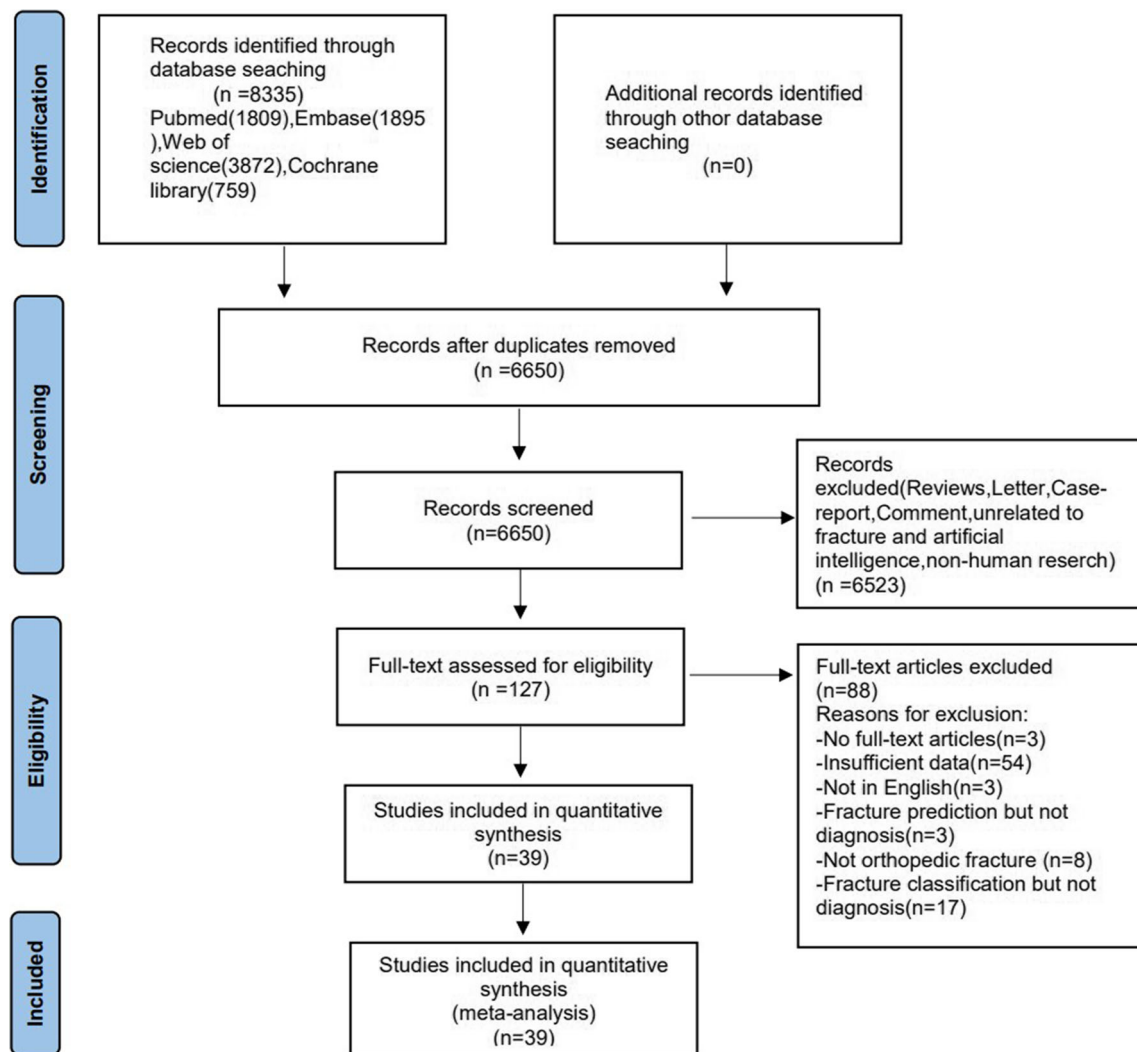 Identification
Records identified through
database seaching
(n =8335)
Pubmed(1809),Embase(1895
),Web of
science(3872),Cochrane
library(759)
Additional records identified
through other database
seaching
(n=0)
Screening
Records after duplicates removed
(n =6650)
Records screened
(n=6650)
Records
excluded(Reviews,Letter,Case-
report,Comment,unrelated to
fracture and artificial
intelligence,non-human reserch)
(n =6523)
Eligibility
Full-text assessed for eligibility
(n =127)
Full-text articles excluded
(n=88)
Reasons for exclusion:
-No full-text articles(n=3)
-Insufficient data(n=54)
-Not in English(n=3)
-Fracture prediction but not
diagnosis(n=3)
-Not orthopedic fracture (n=8)
-Fracture classification but not
diagnosis(n=17)
Studies included in quantitative
synthesis
(n=39)
Included
Studies included in quantitative
synthesis
(meta-analysis)
(n=39)